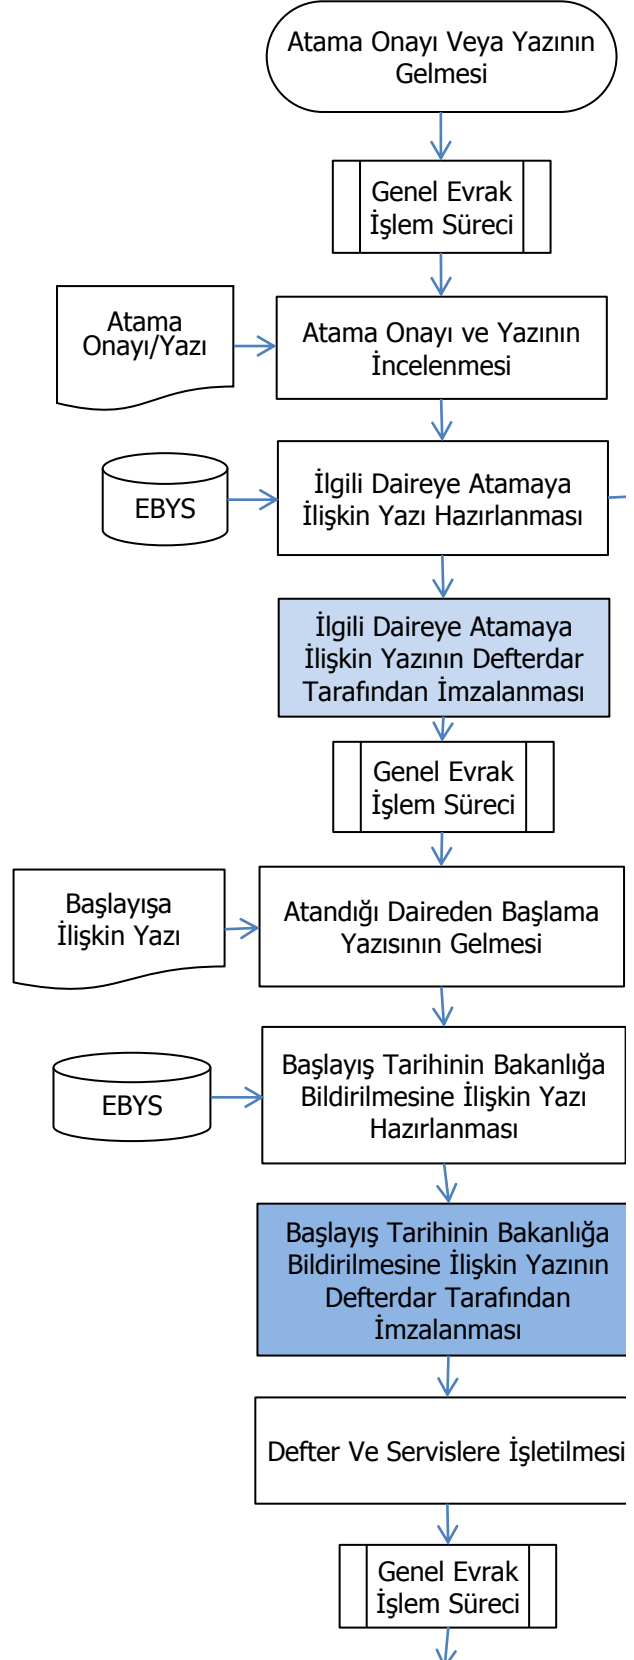 Atama Onayı Veya Yazının
Gelmesi
Genel Evrak
İşlem Süreci
Atama
Onayı/Yazı
Atama Onayı ve Yazının
İncelenmesi
EBYS
İlgili Daireye Atamaya
İlişkin Yazı Hazırlanması
İlgili Daireye Atamaya
İlişkin Yazının Defterdar
Tarafından İmzalanması
Genel Evrak
İşlem Süreci
Başlayışa
İlişkin Yazı
Atandığı Daireden Başlama
Yazısının Gelmesi
EBYS
Başlayış Tarihinin Bakanlığa
Bildirilmesine İlişkin Yazı
Hazırlanması
Başlayış Tarihinin Bakanlığa
Bildirilmesine İlişkin Yazının
Defterdar Tarafından
İmzalanması
Defter Ve Servislere İşletilmesi
Genel Evrak
İşlem Süreci